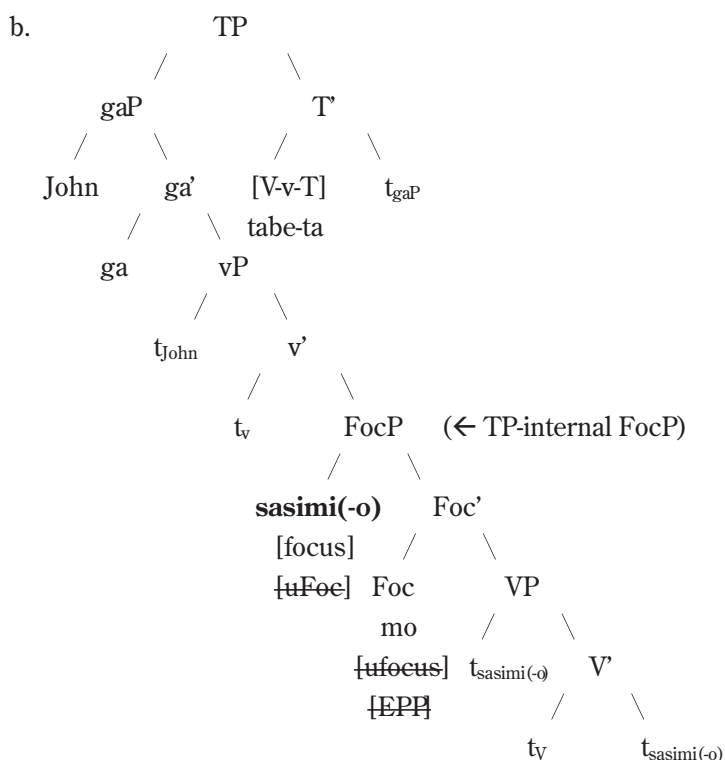 b. TP
gaP T’
John ga’ [V-v-T] t_gaP
tabe-ta
ga vP
t_John v’
t_v FocP (← TP-internal FocP)
sasimi(-o) Foc’
[focus]
[uFoc] Foc VP
mo
[ufocus] t_sasimi(-o) V’
[EPP]
t_V t_sasimi(-o)